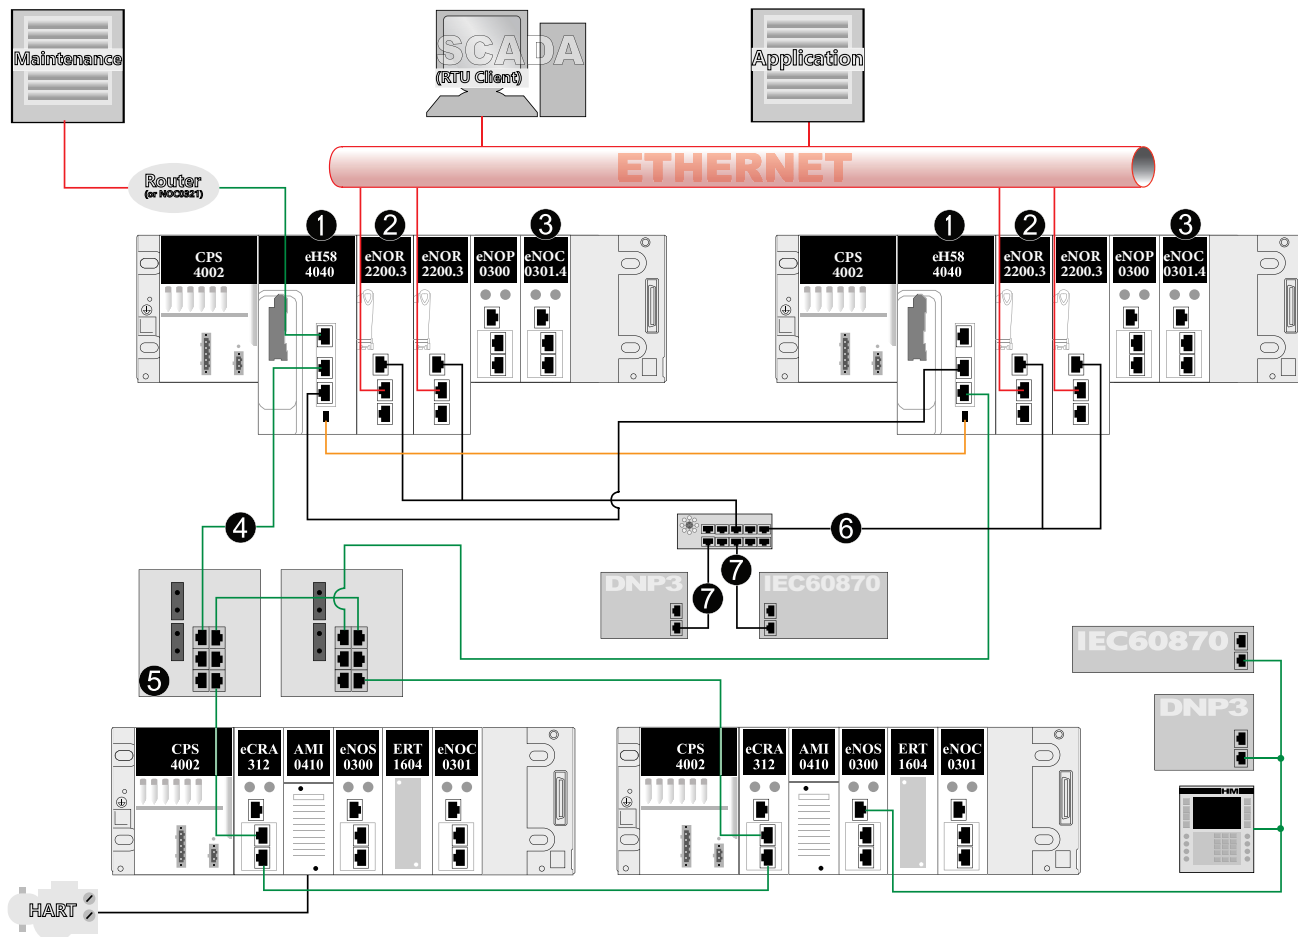 Maintenance
SCADA
(RTU Client)
Application
ETHERNET
Router
(or NOC0321)
1
2
3
1
2
3
CPS
4002
eH58
4040
eNOR
2200.3
eNOR
2200.3
eNOP
0300
eNOC
0301.4
CPS
4002
eH58
4040
eNOR
2200.3
eNOR
2200.3
eNOP
0300
eNOC
0301.4
4
6
7
7
DNP3
IEC60870
5
IEC60870
DNP3
HM
CPS
4002
eCRA
312
AMI
0410
eNOS
0300
ERT
1604
eNOC
0301
CPS
4002
eCRA
312
AMI
0410
eNOS
0300
ERT
1604
eNOC
0301
HART